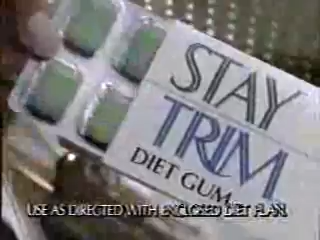 STAY
TRIM
DIET GUM
USE AS DIRECTED WITH ENCLOSED DIET PLAN.